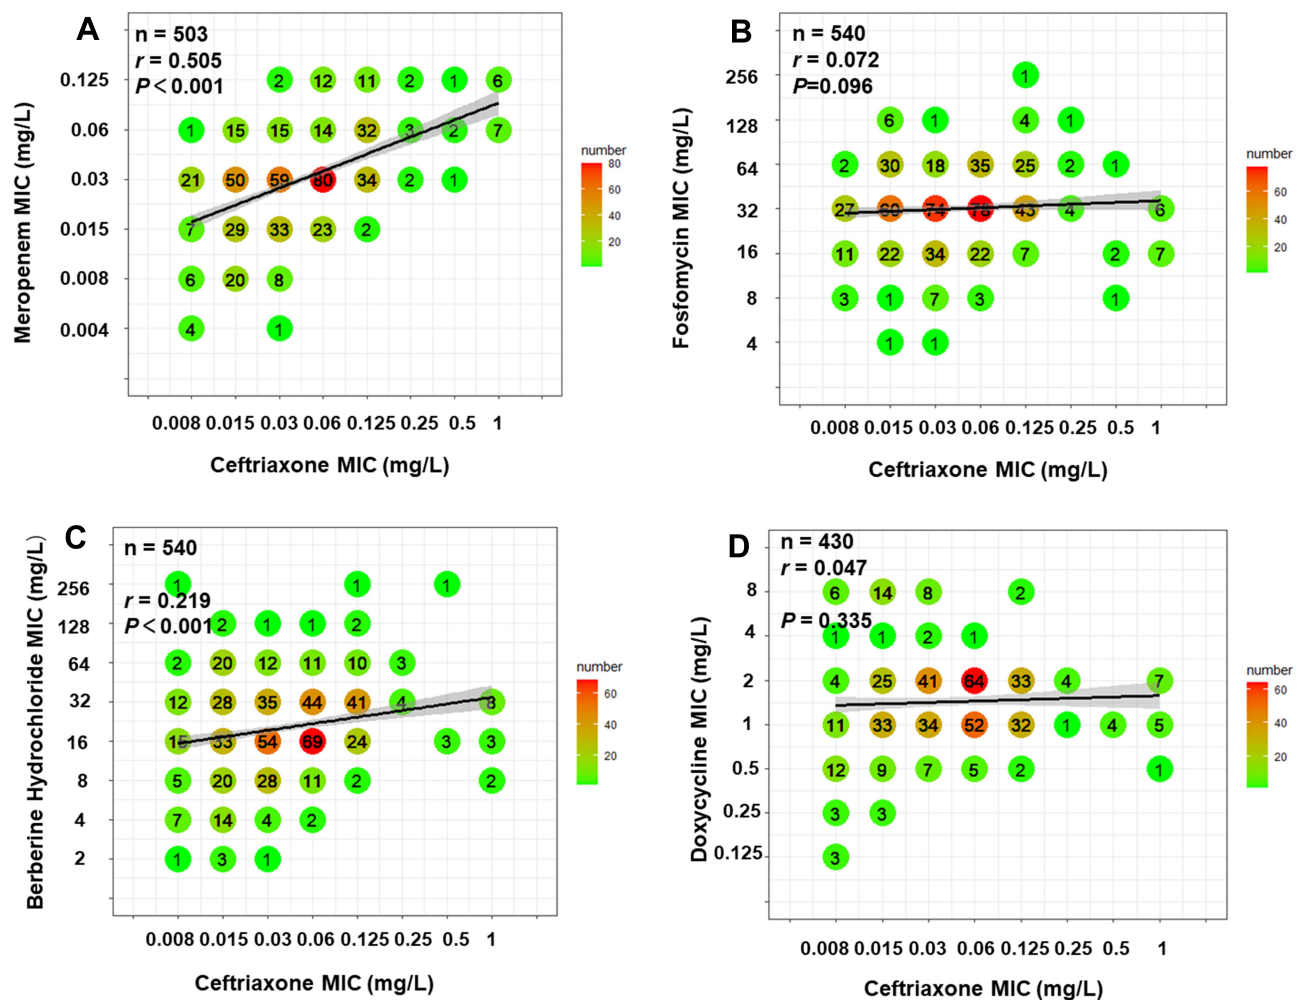 A
n = 503
r = 0.505
P < 0.001
Meropenem MIC (mg/L)
0.125 2 12 11 2 1 6
0.06 1 15 15 14 32 3 2 7
0.03 21 50 59 80 34 2 1
0.015 7 29 33 23 2
0.008 6 20 8
0.004 4 1
0.008 0.015 0.03 0.06 0.125 0.25 0.5 1
Ceftriaxone MIC (mg/L)
number
80
60
40
20
B
n = 540
r = 0.072
P=0.096
Fosfomycin MIC (mg/L)
256 1
128 6 1 4 1
64 2 30 18 35 25 2 1
32 27 74 43 4 6
16 11 22 34 22 7 2 7
8 3 1 7 3 1
4 1 1
0.008 0.015 0.03 0.06 0.125 0.25 0.5 1
Ceftriaxone MIC (mg/L)
number
60
40
20
C
n = 540
r = 0.219
P < 0.001
Berberine Hydrochloride MIC (mg/L)
256 1 1 1
128 2 1 1 2
64 2 20 12 11 10 3
32 12 28 35 44 41 4
16 33 54 69 24 3 3
8 5 20 28 11 2 2
4 7 14 4 2
2 1 3 1
0.008 0.015 0.03 0.06 0.125 0.25 0.5 1
Ceftriaxone MIC (mg/L)
number
60
40
20
D
n = 430
r = 0.047
P = 0.335
Doxycycline MIC (mg/L)
8 6 14 8 2
4 1 1 2 1
2 4 25 41 64 33 4 7
1 11 33 34 52 32 1 4 5
0.5 12 9 7 5 2 1
0.25 3 3
0.125 3
0.008 0.015 0.03 0.06 0.125 0.25 0.5 1
Ceftriaxone MIC (mg/L)
number
60
40
20